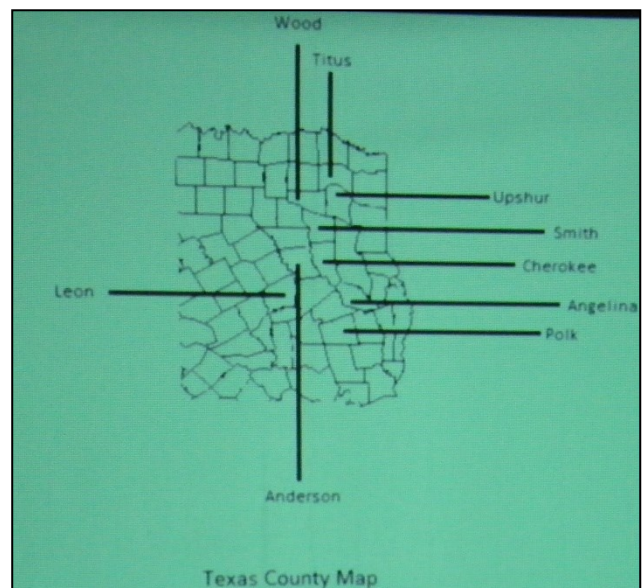 Wood
Titus
Upshur
Smith
Cherokee
Leon
Angelina
Polk
Anderson
Texas County Map